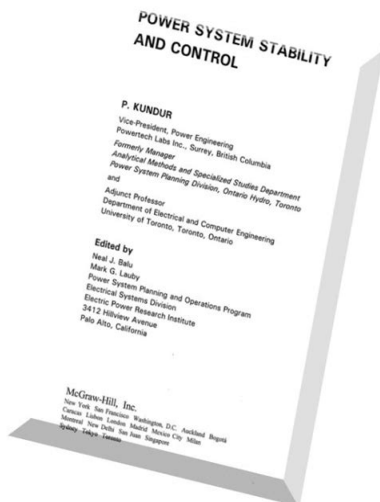 POWER SYSTEM STABILITY
AND CONTROL
P. KUNDUR
Vice-President, Power Engineering
Powertech Labs Inc., Surrey, British Columbia
Formerly Manager
Analytical Methods and Specialized Studies Department
Power System Planning Division, Ontario Hydro, Toronto
and
Adjunct Professor
Department of Electrical and Computer Engineering
University of Toronto, Toronto, Ontario
Edited by
Neal J. Balu
Mark G. Lauby
Power System Planning and Operations Program
Electrical Systems Division
Electric Power Research Institute
3412 Hillview Avenue
Palo Alto, California
McGraw-Hill, Inc.
New York San Francisco Washington, D.C. Auckland Bogotá
Caracas Lisbon London Madrid Mexico City Milan
Montreal New Delhi San Juan Singapore
Sydney Tokyo Toronto